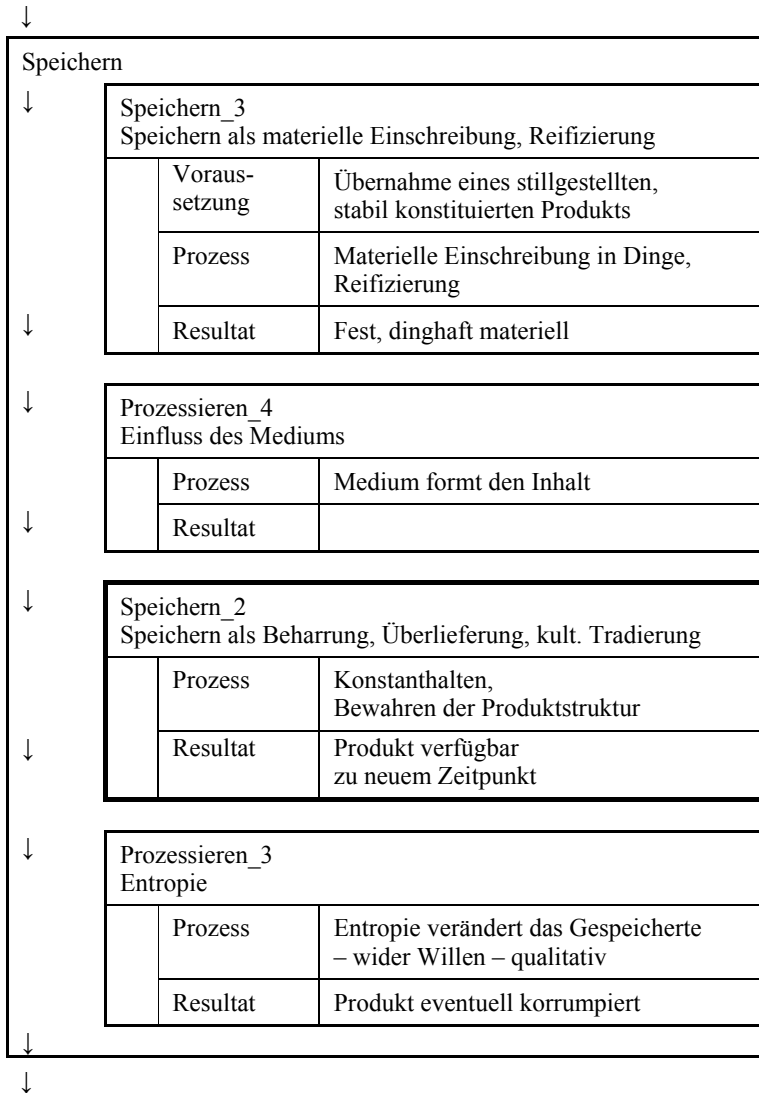 ↓
Speichern
↓
Speichern_3
Speichern als materielle Einschreibung, Reifizierung
Voraus-
setzung
Übernahme eines stillgestellten,
stabil konstituierten Produkts
Prozess
Materielle Einschreibung in Dinge,
Reifizierung
↓
Resultat
Fest, dinghaft materiell
↓
Prozessieren_4
Einfluss des Mediums
Prozess
Medium formt den Inhalt
↓
Resultat
↓
Speichern_2
Speichern als Beharrung, Überlieferung, kult. Tradierung
Prozess
Konstanthalten,
Bewahren der Produktstruktur
↓
Resultat
Produkt verfügbar
zu neuem Zeitpunkt
↓
Prozessieren_3
Entropie
Prozess
Entropie verändert das Gespeicherte
– wider Willen – qualitativ
Resultat
Produkt eventuell korrumpiert
↓
↓